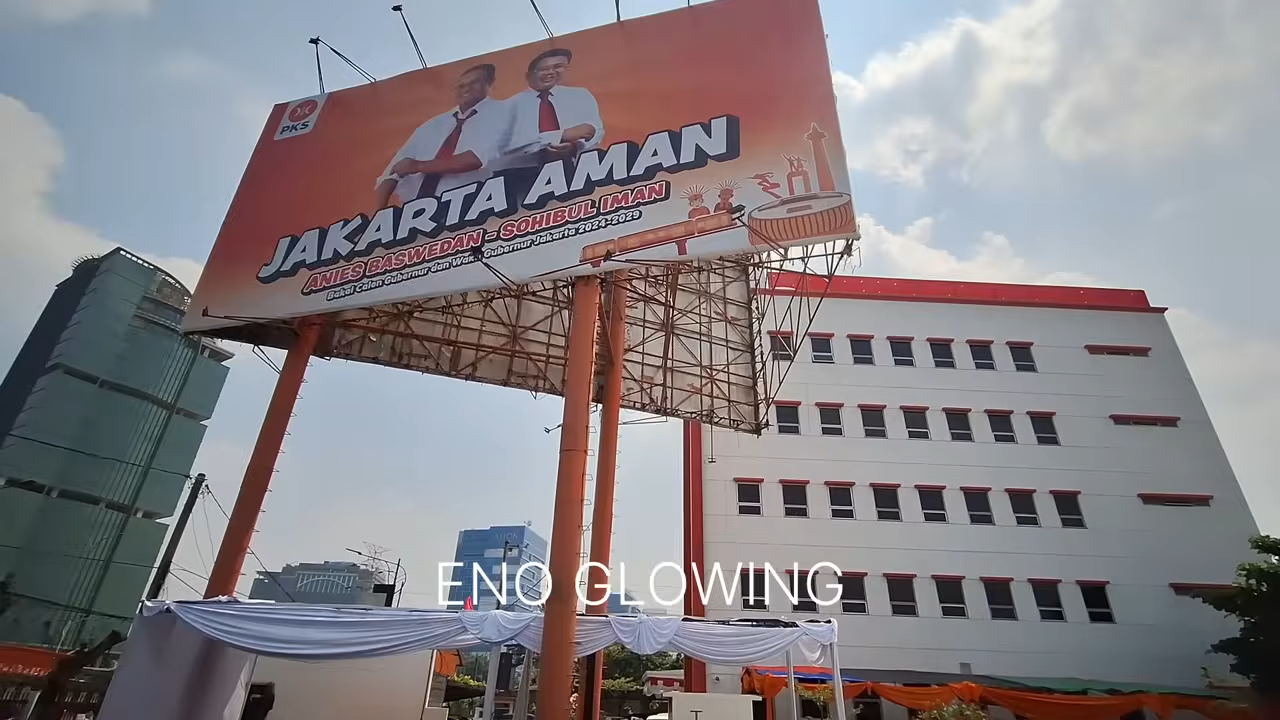 PKS
JAKARTA AMAN
ANIES BASWEDAN - SOHIBUL IMAN
Bakal Calon Gubernur dan Wakil Gubernur Jakarta 2024-2029
ENO GLOWING